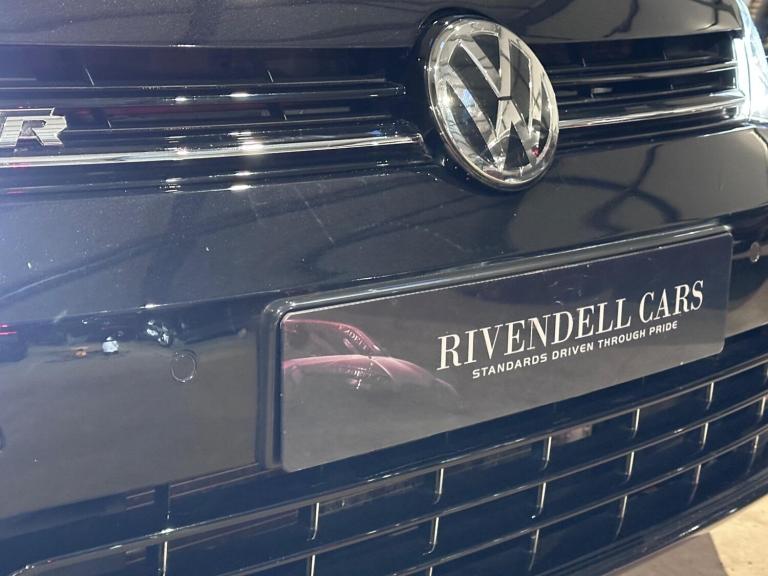 R
RIVENDELL CARS
STANDARDS DRIVEN THROUGH PRIDE